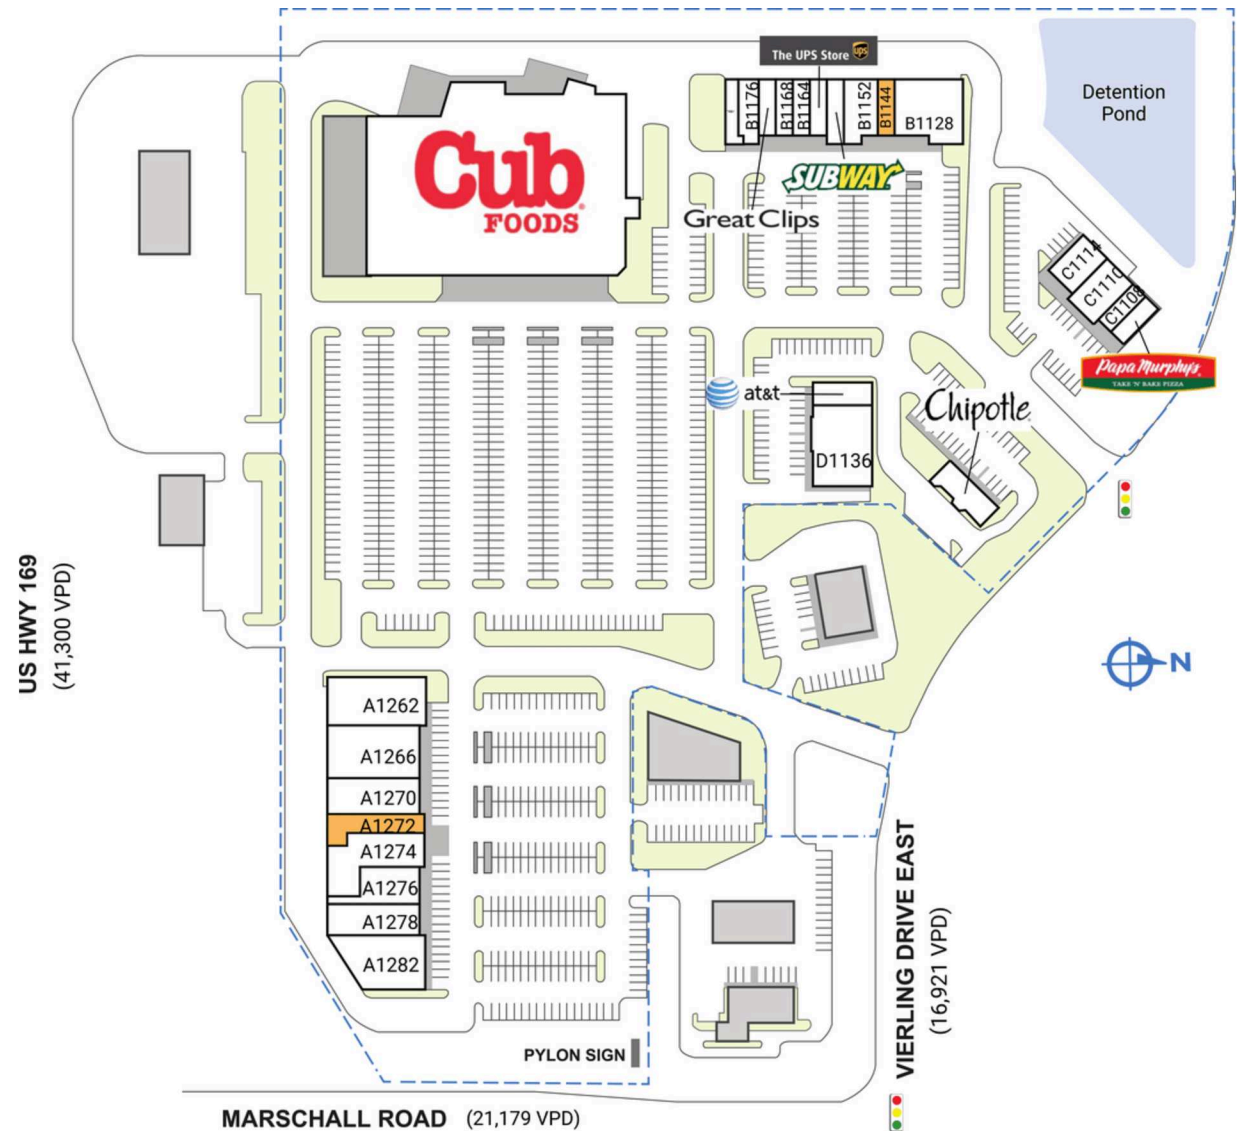 The UPS Store
ups
Detention
Pond
B1176
B1168
B1164
B1152
B1144
B1128
Cub
FOODS
SUBWAY
Great Clips
C1114
C1110
C1108
Papa Murphy's
TAKE 'N' BAKE PIZZA
at&t
Chipotle
D1136
US HWY 169
(41,300 VPD)
N
A1262
A1266
A1270
A1272
A1274
A1276
A1278
A1282
VIERLING DRIVE EAST
(16,921 VPD)
PYLON SIGN
MARSCHALL ROAD (21,179 VPD)